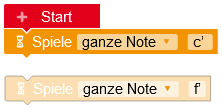 + Start
Spiele ganze Note c'
Spiele ganze Note f'